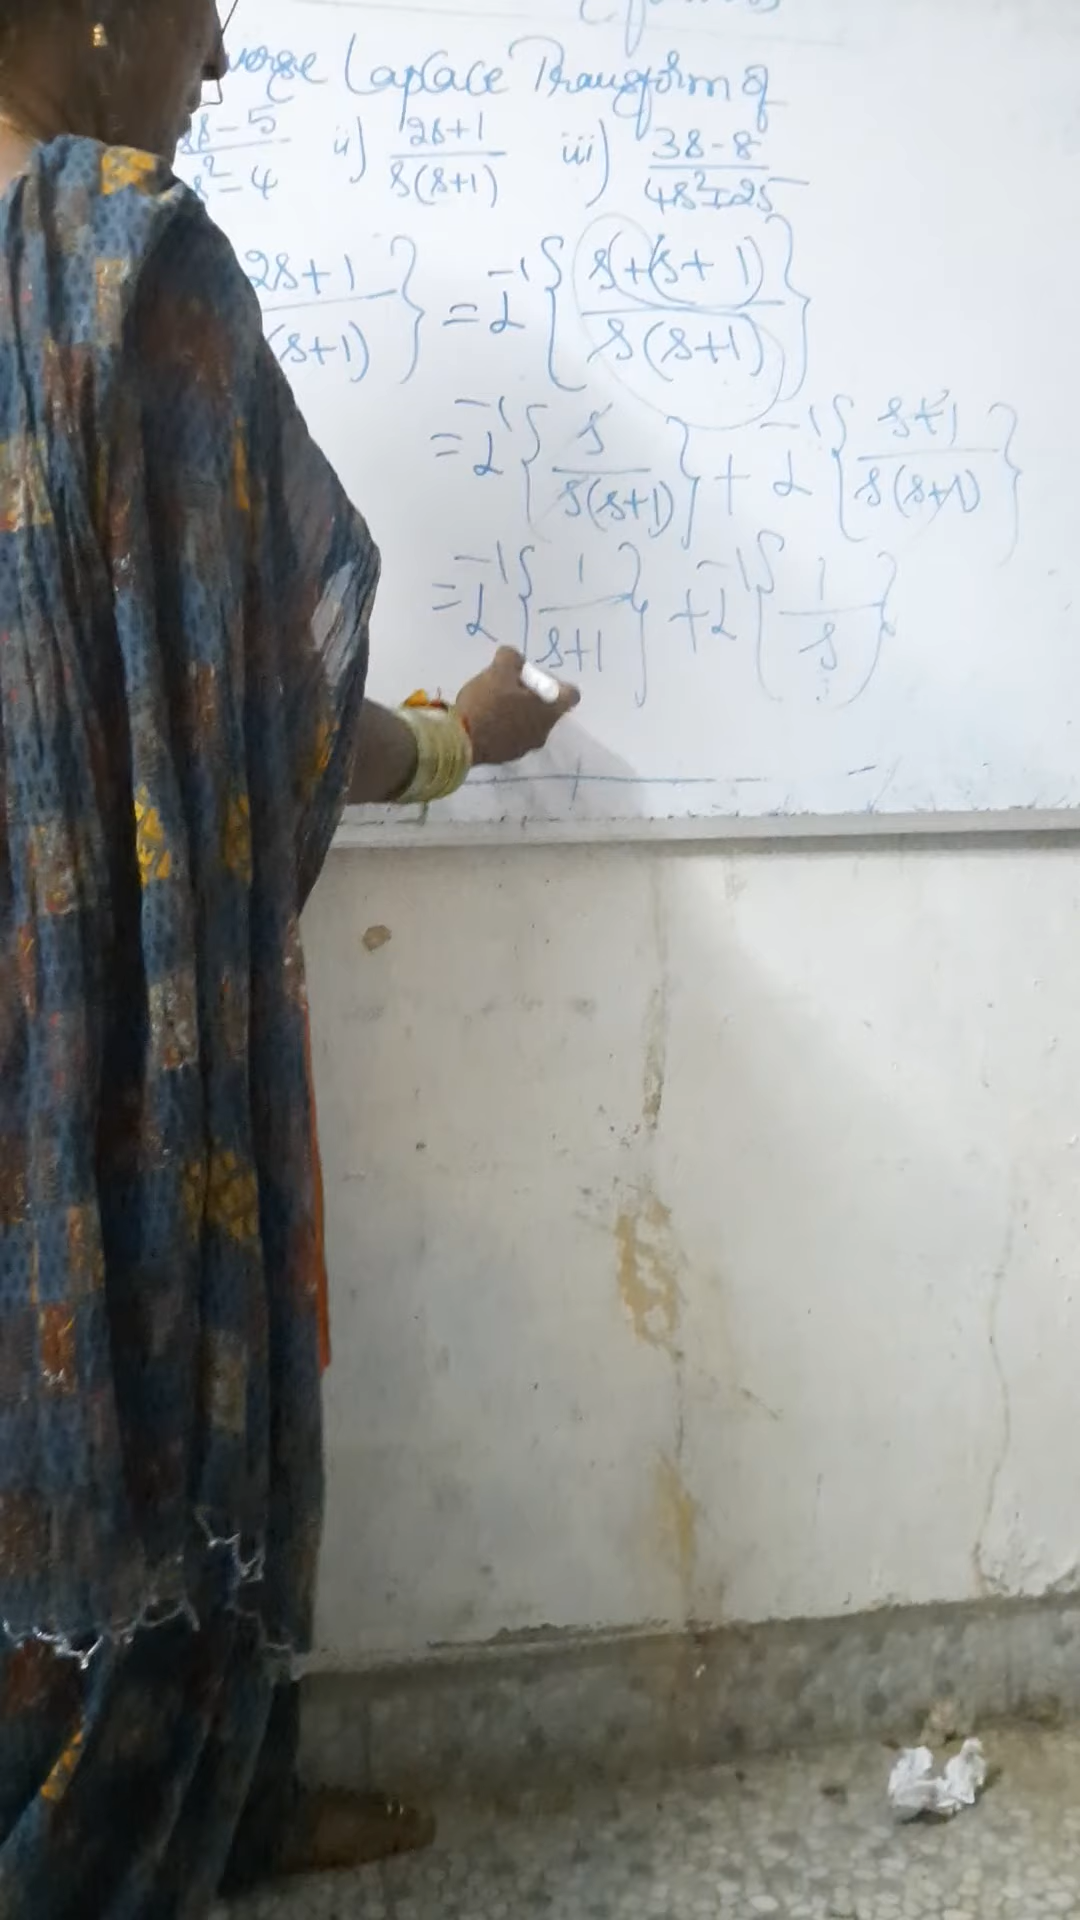 Laplace Transform of
2s-5/s²-4 ii) 2s+1/s(s+1) iii) 3s-8/4s²+25
2s+1/(s+1)} = L⁻¹{s+(s+1)/s(s+1)}
= L⁻¹{s/s(s+1)} + L⁻¹{s+1/s(s+1)}
= L⁻¹{1/s+1} + L⁻¹{1/s}